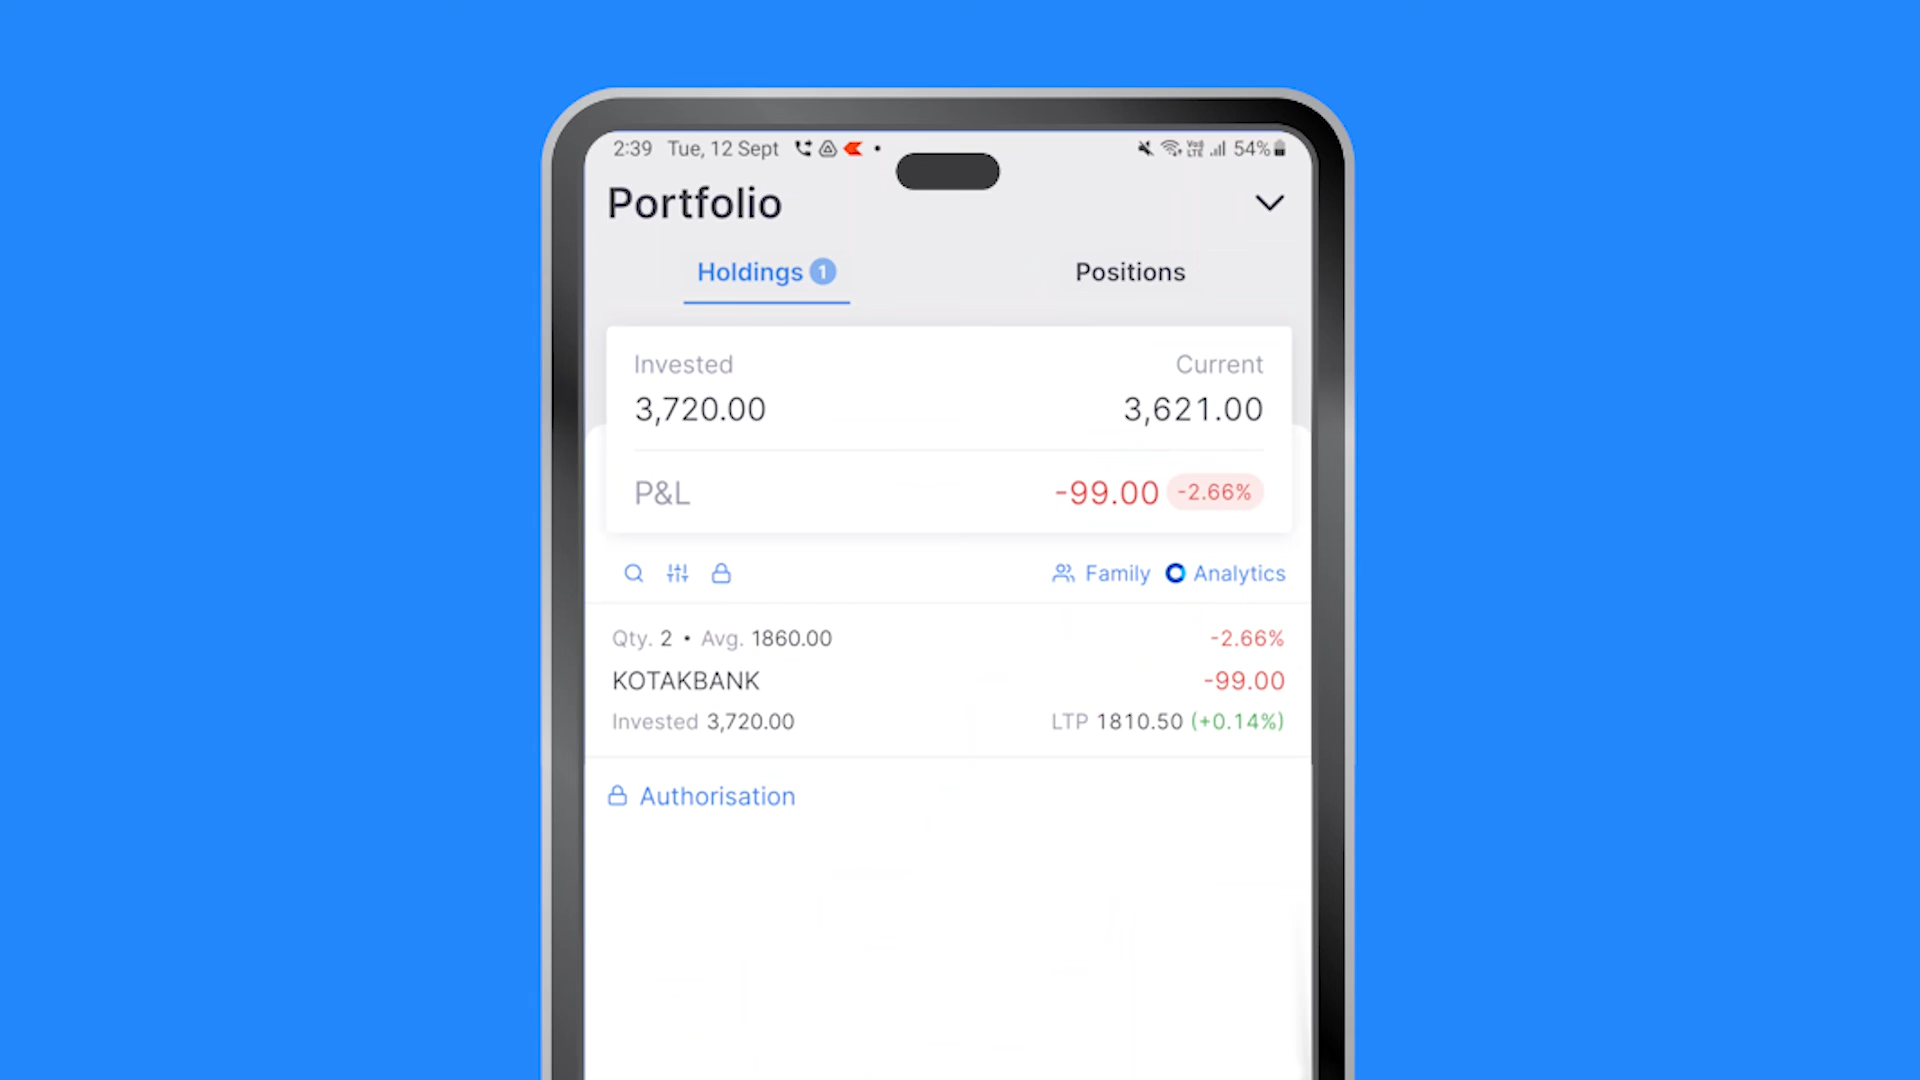 2:39 Tue, 12 Sept 54%
Portfolio
Holdings 1 Positions
Invested Current
3,720.00 3,621.00
P&L -99.00 -2.66%
Family Analytics
Qty. 2 • Avg. 1860.00 -2.66%
KOTAKBANK -99.00
Invested 3,720.00 LTP 1810.50 (+0.14%)
Authorisation